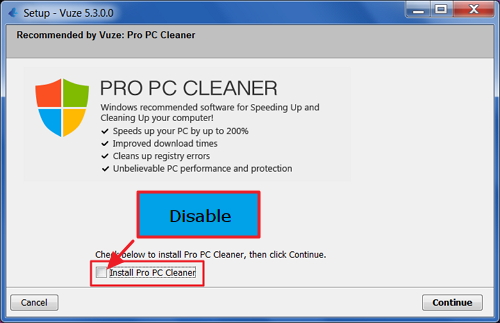 Setup - Vuze 5.3.0.0
Recommended by Vuze: Pro PC Cleaner
PRO PC CLEANER
Windows recommended software for Speeding Up and
Cleaning Up your computer!
✓ Speeds up your PC by up to 200%
✓ Improved download times
✓ Cleans up registry errors
✓ Unbelievable PC performance and protection
Disable
Check below to install Pro PC Cleaner, then click Continue.
Install Pro PC Cleaner
Cancel
Continue